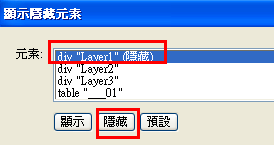 顯示隱藏元素
元素:
div "Layer1" (隱藏)
div "Layer2"
div "Layer3"
table "___01"
顯示 隱藏 預設